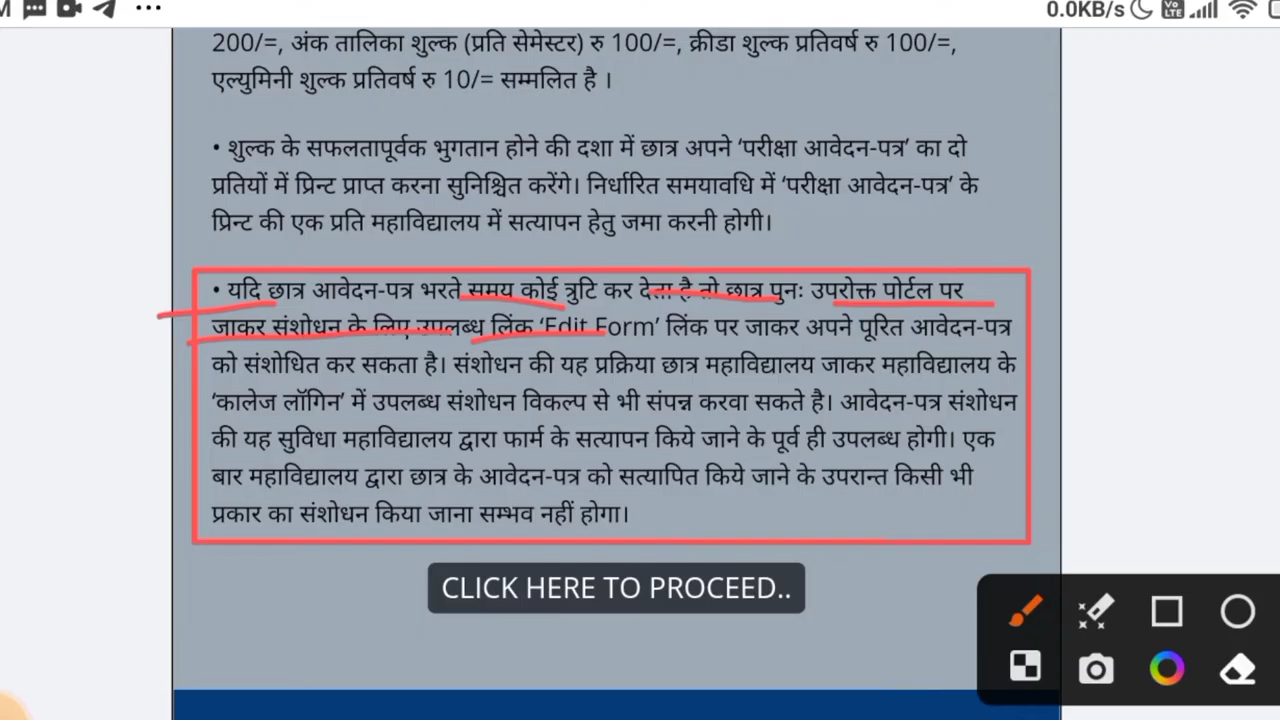 0.0KB/s
200/=, अंक तालिका शुल्क (प्रति सेमेस्टर) रु 100/=, क्रीडा शुल्क प्रतिवर्ष रु 100/=,
एल्युमिनी शुल्क प्रतिवर्ष रु 10/= सम्मलित है ।
• शुल्क के सफलतापूर्वक भुगतान होने की दशा में छात्र अपने ‘परीक्षा आवेदन-पत्र’ का दो
प्रतियों में प्रिन्ट प्राप्त करना सुनिश्चित करेंगे। निर्धारित समयावधि में ‘परीक्षा आवेदन-पत्र’ के
प्रिन्ट की एक प्रति महाविद्यालय में सत्यापन हेतु जमा करनी होगी।
• यदि छात्र आवेदन-पत्र भरते समय कोई त्रुटि कर देता है तो छात्र पुनः उपरोक्त पोर्टल पर
जाकर संशोधन के लिए उपलब्ध लिंक ‘Edit Form’ लिंक पर जाकर अपने पूरित आवेदन-पत्र
को संशोधित कर सकता है। संशोधन की यह प्रक्रिया छात्र महाविद्यालय जाकर महाविद्यालय के
‘कालेज लॉगिन’ में उपलब्ध संशोधन विकल्प से भी संपन्न करवा सकते है। आवेदन-पत्र संशोधन
की यह सुविधा महाविद्यालय द्वारा फार्म के सत्यापन किये जाने के पूर्व ही उपलब्ध होगी। एक
बार महाविद्यालय द्वारा छात्र के आवेदन-पत्र को सत्यापित किये जाने के उपरान्त किसी भी
प्रकार का संशोधन किया जाना सम्भव नहीं होगा।
CLICK HERE TO PROCEED..